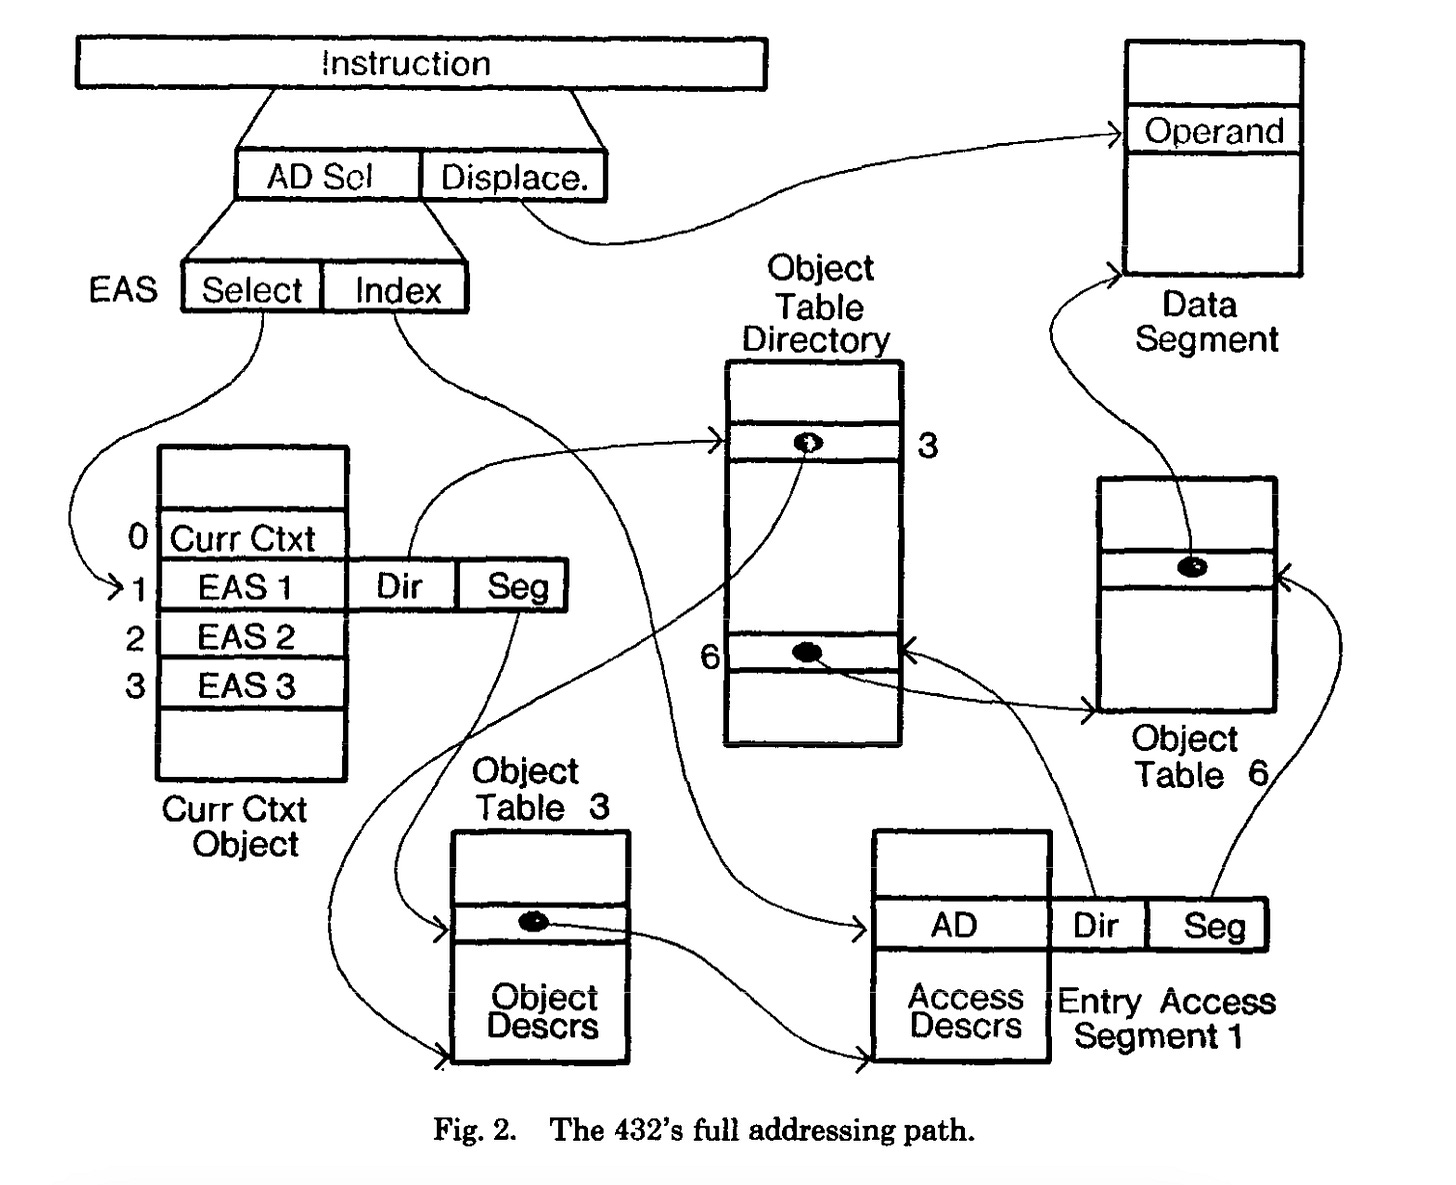 Instruction
AD Sel
Displace.
EAS
Select
Index
Operand
Data
Segment
Object
Table
Directory
3
6
0
Curr Ctxt
1
EAS 1
Dir
Seg
2
EAS 2
3
EAS 3
Curr Ctxt
Object
Object
Table 3
Object
Descrs
Object
Table 6
AD
Dir
Seg
Access
Descrs
Entry Access
Segment 1
Fig. 2. The 432's full addressing path.